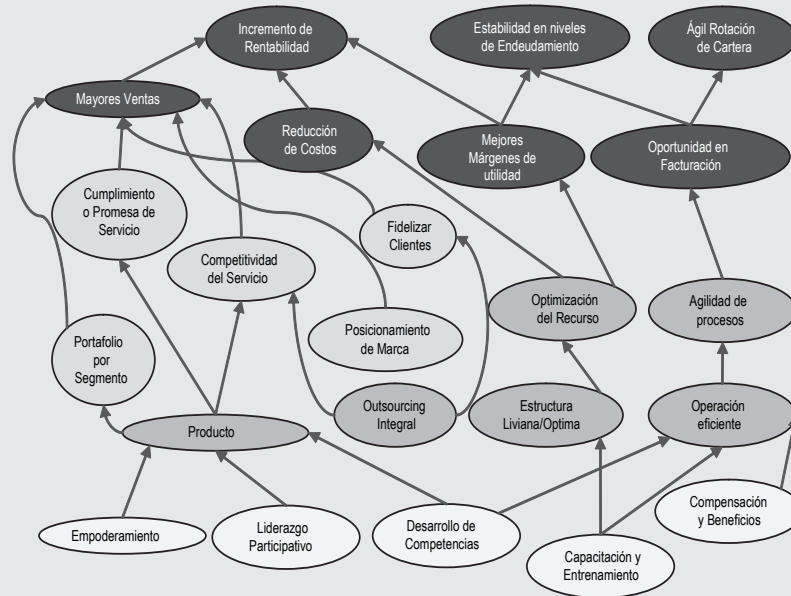 Incremento de
Rentabilidad
Estabilidad en niveles
de Endeudamiento
Ágil Rotación
de Cartera
Mayores Ventas
Reducción
de Costos
Mejores
Márgenes de
utilidad
Oportunidad en
Facturación
Cumplimiento
o Promesa de
Servicio
Fidelizar
Clientes
Competitividad
del Servicio
Optimización
del Recurso
Agilidad de
procesos
Portafolio
por
Segmento
Posicionamiento
de Marca
Producto
Outsourcing
Integral
Estructura
Liviana/Optima
Operación
eficiente
Empoderamiento
Liderazgo
Participativo
Desarrollo de
Competencias
Capacitación y
Entrenamiento
Compensación
y Beneficios